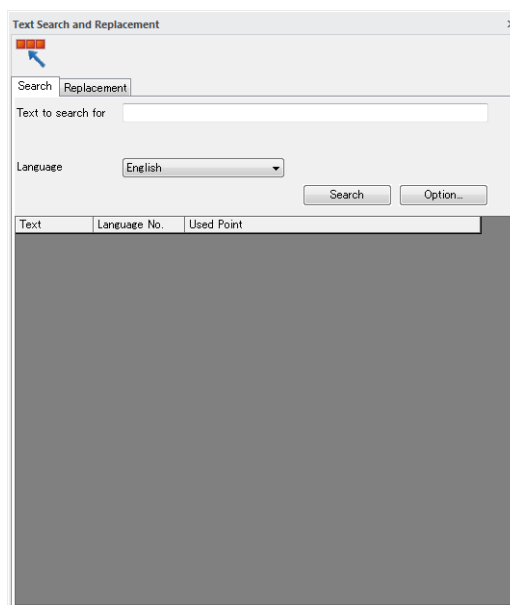 Text Search and Replacement
Search Replacement
Text to search for
Language English
Search Option...
Text Language No. Used Point